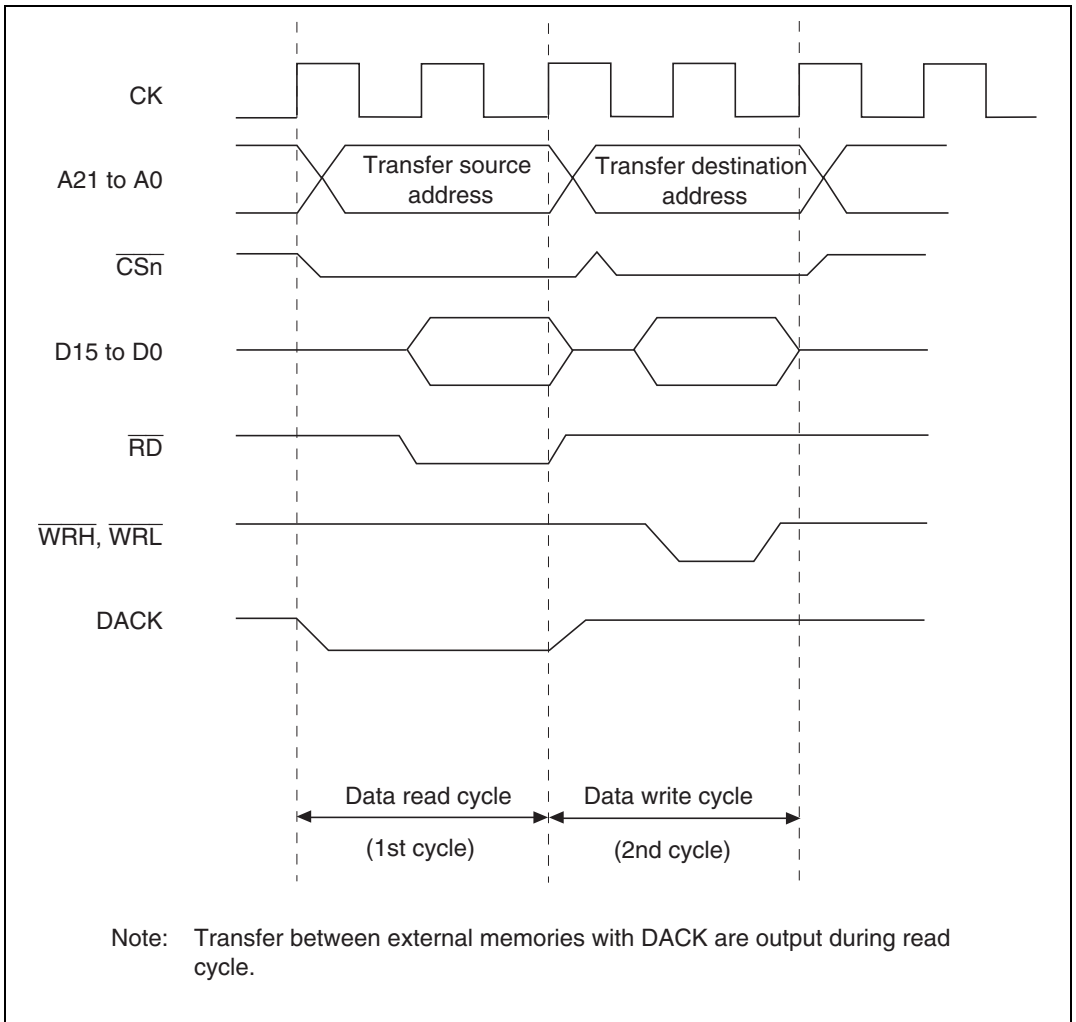 CK
A21 to A0
Transfer source
address
Transfer destination
address
CSn
D15 to D0
RD
WRH, WRL
DACK
Data read cycle
(1st cycle)
Data write cycle
(2nd cycle)
Note: Transfer between external memories with DACK are output during read
cycle.